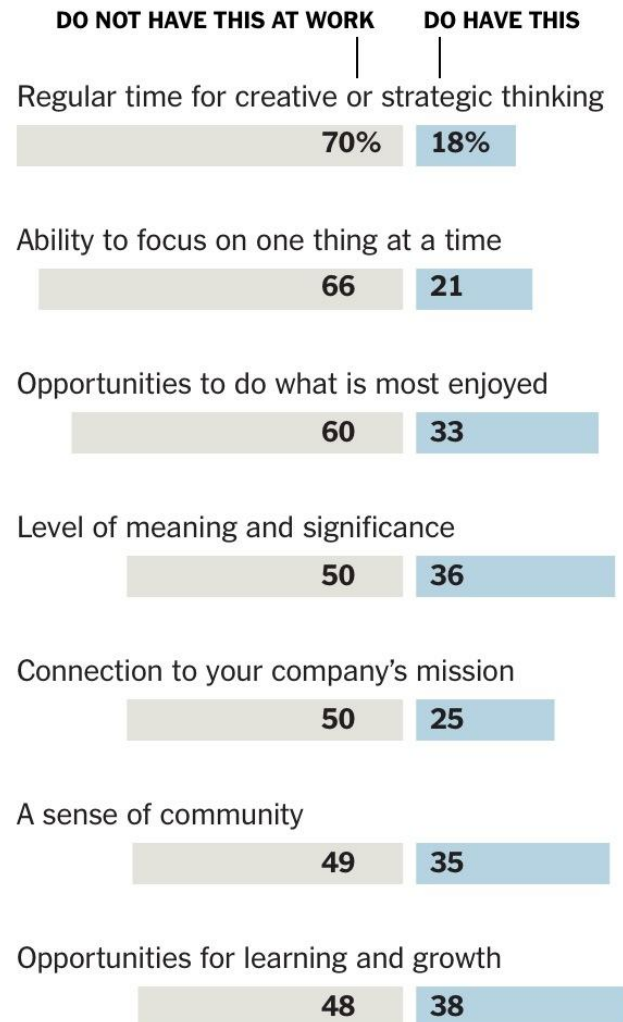 DO NOT HAVE THIS AT WORK DO HAVE THIS
Regular time for creative or strategic thinking
70% 18%
Ability to focus on one thing at a time
66 21
Opportunities to do what is most enjoyed
60 33
Level of meaning and significance
50 36
Connection to your company’s mission
50 25
A sense of community
49 35
Opportunities for learning and growth
48 38